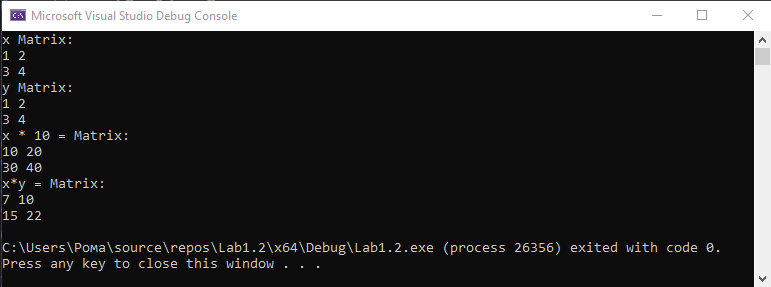 Microsoft Visual Studio Debug Console
x Matrix:
1 2
3 4
y Matrix:
1 2
3 4
x * 10 = Matrix:
10 20
30 40
x*y = Matrix:
7 10
15 22
C:\Users\Рома\source\repos\Lab1.2\x64\Debug\Lab1.2.exe (process 26356) exited with code 0.
Press any key to close this window . . .